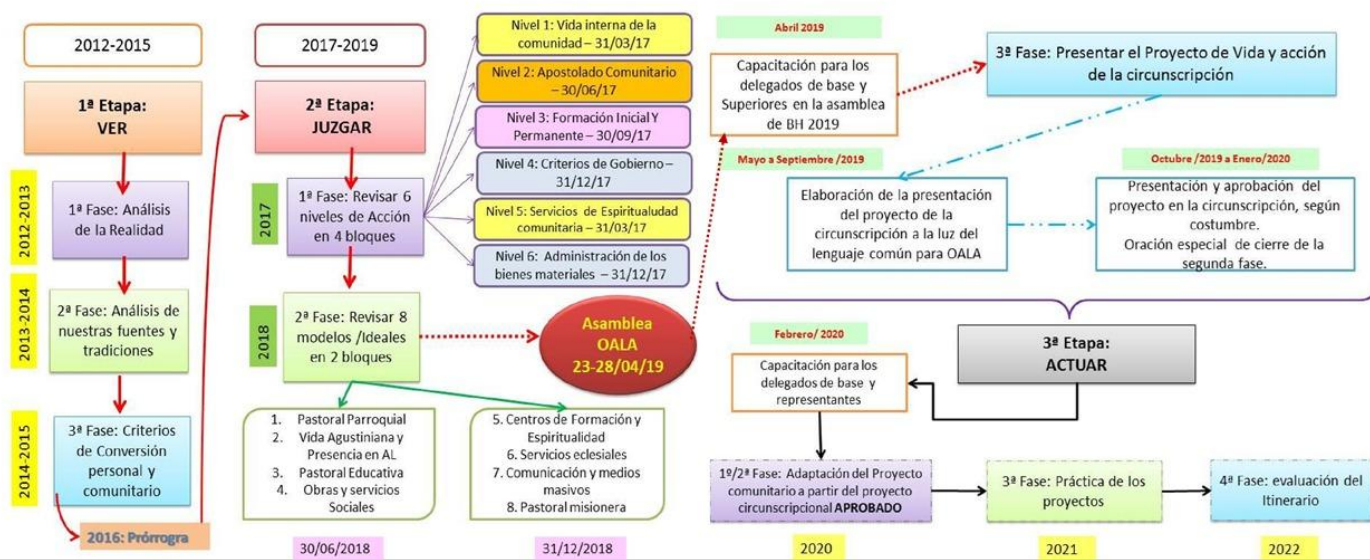 2012-2015
1ª Etapa:
VER
2012-2013
1ª Fase: Análisis
de la Realidad
2013-2014
2ª Fase: Análisis de
nuestras fuentes y
tradiciones
2014-2015
3ª Fase: Criterios de
Conversión
personal y
comunitario
2016: Prórrogra
2017-2019
2ª Etapa:
JUZGAR
2017
1ª Fase: Revisar 6
niveles de Acción
en 4 bloques
Nivel 1: Vida interna de la
comunidad – 31/03/17
Nivel 2: Apostolado Comunitario
– 30/06/17
Nivel 3: Formación Inicial Y
Permanente – 30/09/17
Nivel 4: Criterios de Gobierno –
31/12/17
Nivel 5: Servicios de Espiritualudad
comunitaria – 31/03/17
Nivel 6: Administración de los
bienes materiales – 31/12/17
2018
2ª Fase: Revisar 8
modelos /Ideales
en 2 bloques
Asamblea
OALA
23-28/04/19
1. Pastoral Parroquial
2. Vida Agustiniana y
Presencia en AL
3. Pastoral Educativa
4. Obras y servicios
Sociales
30/06/2018
5. Centros de Formación y
Espiritualidad
6. Servicios eclesiales
7. Comunicación y medios
masivos
8. Pastoral misionera
31/12/2018
Abril 2019
Capacitación para los
delegados de base y
Superiores en la asamblea
de BH 2019
3ª Fase: Presentar el Proyecto de Vida y acción
de la circunscripción
Mayo a Septiembre /2019
Elaboración de la presentación
del proyecto de la
circunscripción a la luz del
lenguaje común para OALA
Octubre /2019 a Enero/2020
Presentación y aprobación del
proyecto en la circunscripción, según
costumbre.
Oración especial de cierre de la
segunda fase.
3ª Etapa:
ACTUAR
Febrero/ 2020
Capacitación para los
delegados de base y
representantes
1º/2ª Fase: Adaptación del Proyecto
comunitario a partir del proyecto
circunscripcional APROBADO
2020
3ª Fase: Práctica de los
proyectos
2021
4ª Fase: evaluación del
Itinerario
2022